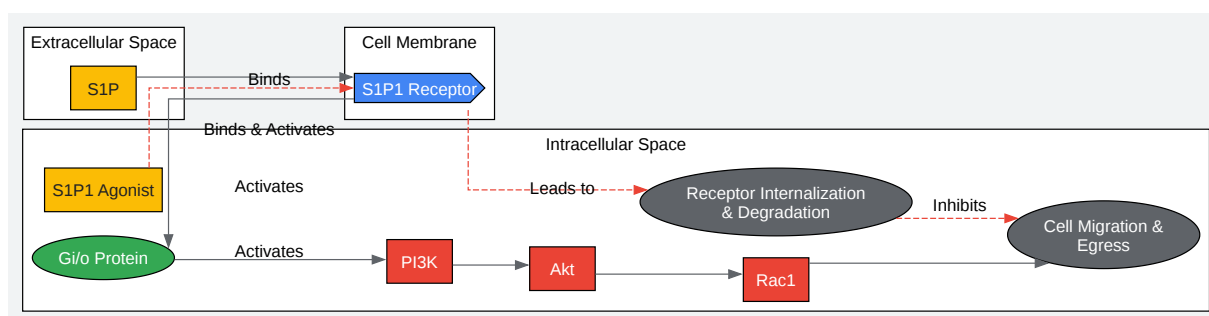 Extracellular Space
Cell Membrane
S1P
Binds
S1P1 Receptor
Binds & Activates
Intracellular Space
S1P1 Agonist
Activates
Leads to
Receptor Internalization
& Degradation
Inhibits
Cell Migration &
Egress
Gi/o Protein
Activates
PI3K
Akt
Rac1